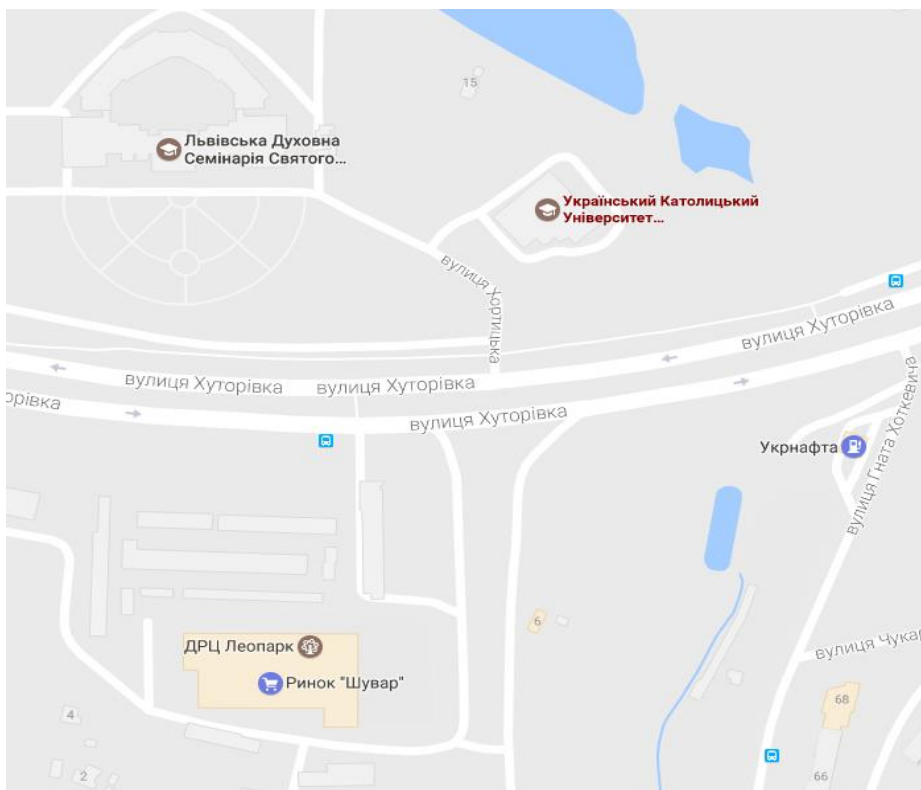 15
Львівська Духовна
Семінарія Святого...
Український Католицький
Університет...
вулиця Хортицька
вулиця Хуторівка
вулиця Хуторівка
вулиця Хуторівка
орівка
вулиця Хуторівка
вулиця Гната Хоткевича
Укрнафта
6
ДРЦ Леопарк
вулиця Чукар
Ринок "Шувар"
68
4
2
66